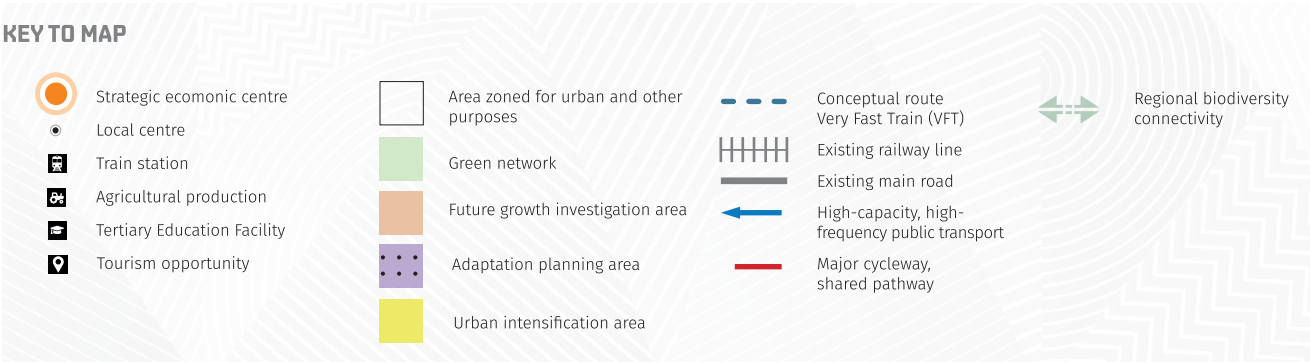 KEY TO MAP
Strategic ecomonic centre
Local centre
Train station
Agricultural production
Tertiary Education Facility
Tourism opportunity
Area zoned for urban and other
purposes
Green network
Future growth investigation area
Adaptation planning area
Urban intensification area
Conceptual route
Very Fast Train (VFT)
Existing railway line
Existing main road
High-capacity, high-
frequency public transport
Major cycleway,
shared pathway
Regional biodiversity
connectivity